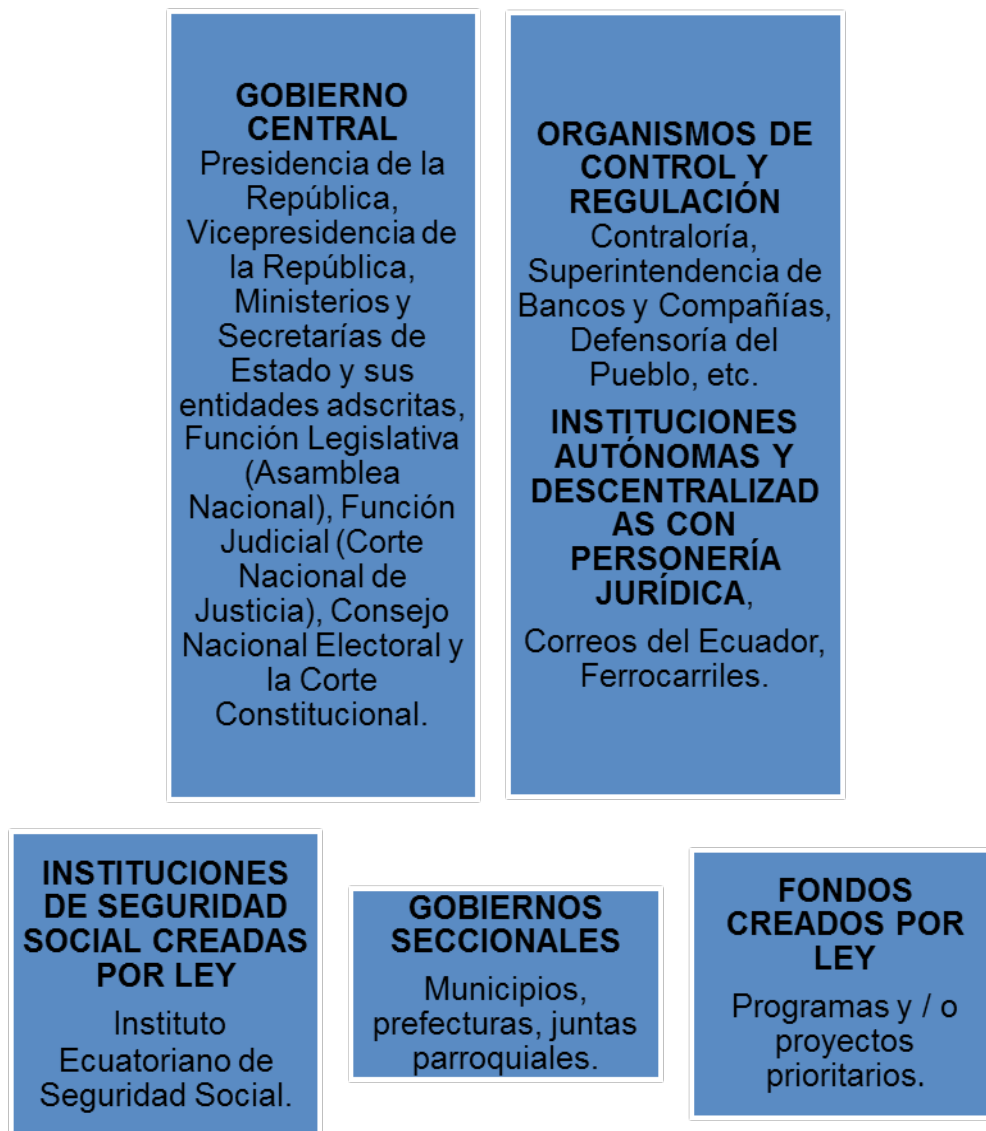 GOBIERNO
CENTRAL
Presidencia de la
República,
Vicepresidencia de
la República,
Ministerios y
Secretarías de
Estado y sus
entidades adscritas,
Función Legislativa
(Asamblea
Nacional), Función
Judicial (Corte
Nacional de
Justicia), Consejo
Nacional Electoral y
la Corte
Constitucional.
ORGANISMOS DE
CONTROL Y
REGULACIÓN
Contraloría,
Superintendencia de
Bancos y Compañías,
Defensoría del
Pueblo, etc.
INSTITUCIONES
AUTÓNOMAS Y
DESCENTRALIZAD
AS CON
PERSONERÍA
JURÍDICA,
Correos del Ecuador,
Ferrocarriles.
INSTITUCIONES
DE SEGURIDAD
SOCIAL CREADAS
POR LEY
Instituto
Ecuatoriano de
Seguridad Social.
GOBIERNOS
SECCIONALES
Municipios,
prefecturas, juntas
parroquiales.
FONDOS
CREADOS POR
LEY
Programas y / o
proyectos
prioritarios.